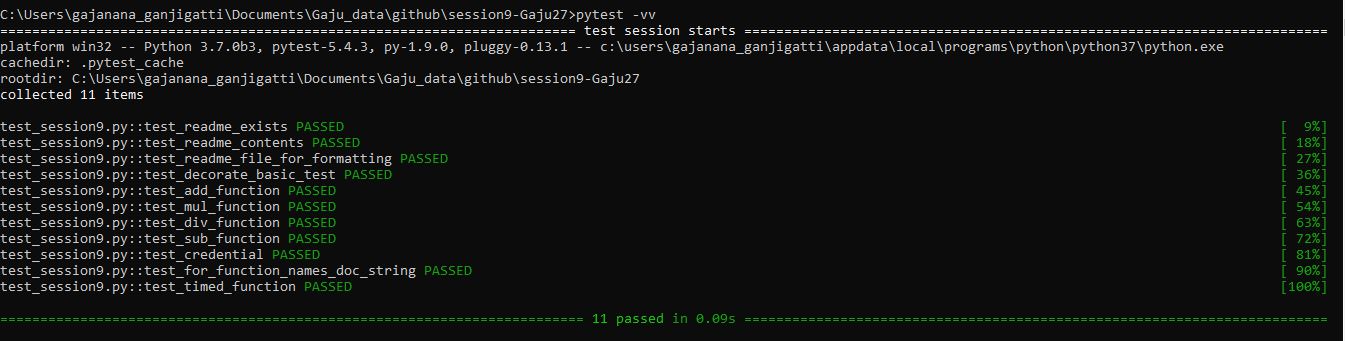 C:\Users\gajanana_ganjigatti\Documents\Gaju_data\github\session9-Gaju27>pytest -vv
======================================================================== test session starts =========================================================================
platform win32 -- Python 3.7.0b3, pytest-5.4.3, py-1.9.0, pluggy-0.13.1 -- c:\users\gajanana_ganjigatti\appdata\local\programs\python\python37\python.exe
cachedir: .pytest_cache
rootdir: C:\Users\gajanana_ganjigatti\Documents\Gaju_data\github\session9-Gaju27
collected 11 items
test_session9.py::test_readme_exists PASSED [  9%]
test_session9.py::test_readme_contents PASSED [ 18%]
test_session9.py::test_readme_file_for_formatting PASSED [ 27%]
test_session9.py::test_decorate_basic_test PASSED [ 36%]
test_session9.py::test_add_function PASSED [ 45%]
test_session9.py::test_mul_function PASSED [ 54%]
test_session9.py::test_div_function PASSED [ 63%]
test_session9.py::test_sub_function PASSED [ 72%]
test_session9.py::test_credential PASSED [ 81%]
test_session9.py::test_for_function_names_doc_string PASSED [ 90%]
test_session9.py::test_timed_function PASSED [100%]
========================================================================= 11 passed in 0.09s =========================================================================